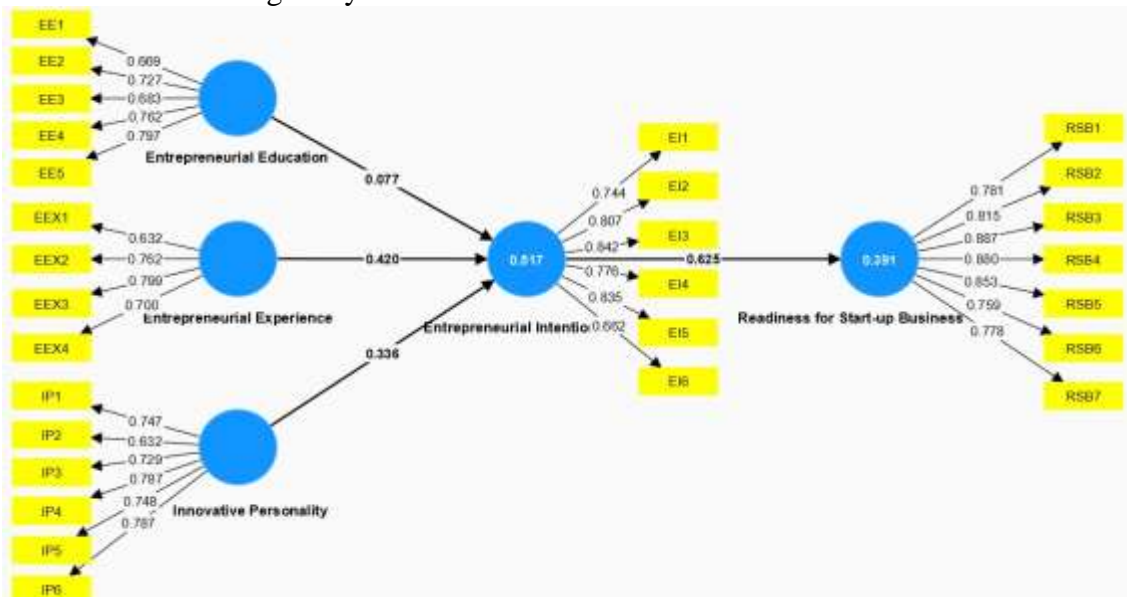 EE1
EE2
EE3
EE4
EE5
0.669
0.727
0.683
0.762
0.797
Entrepreneurial Education
0.077
EEX1
EEX2
EEX3
EEX4
0.632
0.762
0.799
0.700
Entrepreneurial Experience
0.420
IP1
IP2
IP3
IP4
IP5
IP6
0.747
0.632
0.729
0.787
0.748
0.787
Innovative Personality
0.336
0.517
Entrepreneurial Intentio
EI1
EI2
EI3
EI4
EI5
EI6
0.744
0.807
0.842
0.776
0.835
0.662
0.625
0.391
Readiness for Start-up Business
RSB1
RSB2
RSB3
RSB4
RSB5
RSB6
RSB7
0.781
0.815
0.887
0.880
0.853
0.759
0.778